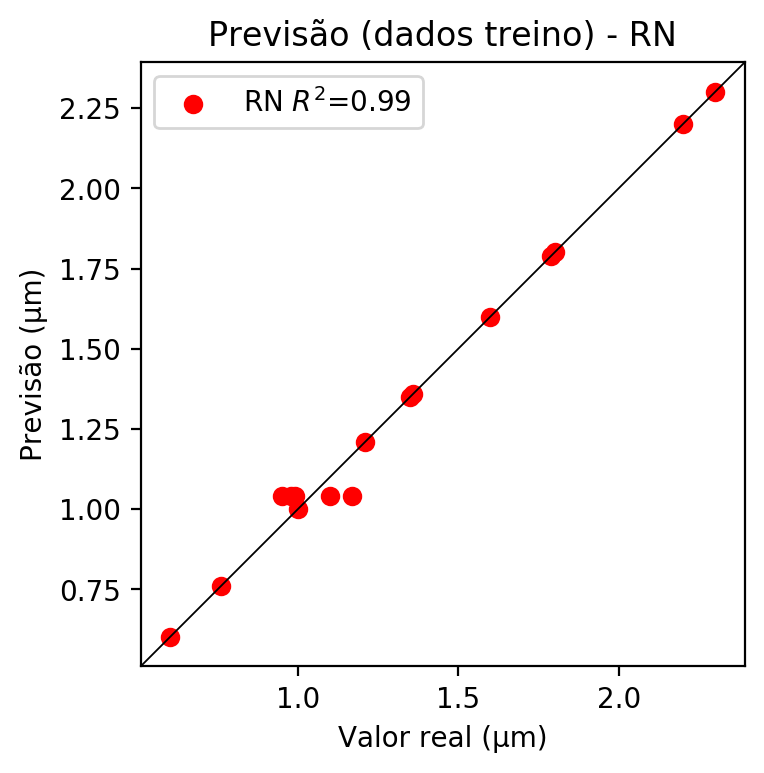 Previsão (dados treino) - RN
RN R²=0.99
2.25
2.00
1.75
1.50
1.25
1.00
0.75
Previsão (μm)
1.0 1.5 2.0
Valor real (μm)